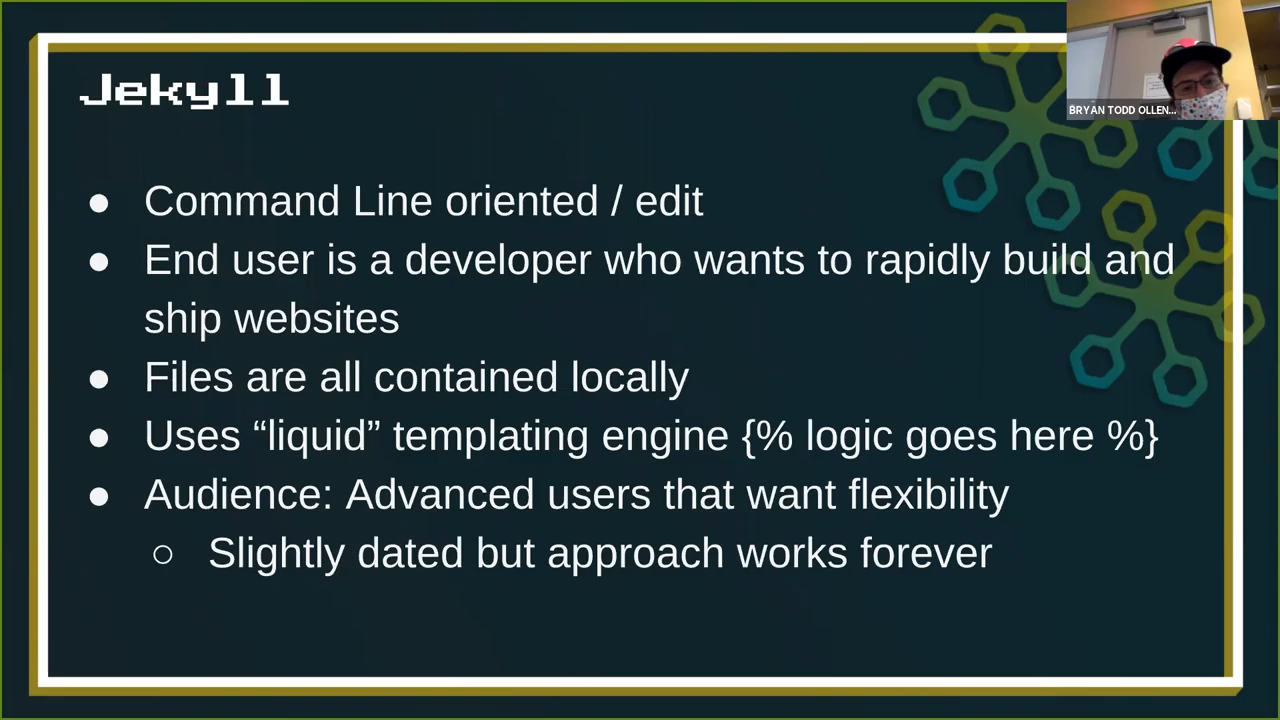 Jekyll
BRYAN TODD OLLEN...
● Command Line oriented / edit
● End user is a developer who wants to rapidly build and
ship websites
● Files are all contained locally
● Uses “liquid” templating engine {% logic goes here %}
● Audience: Advanced users that want flexibility
○ Slightly dated but approach works forever